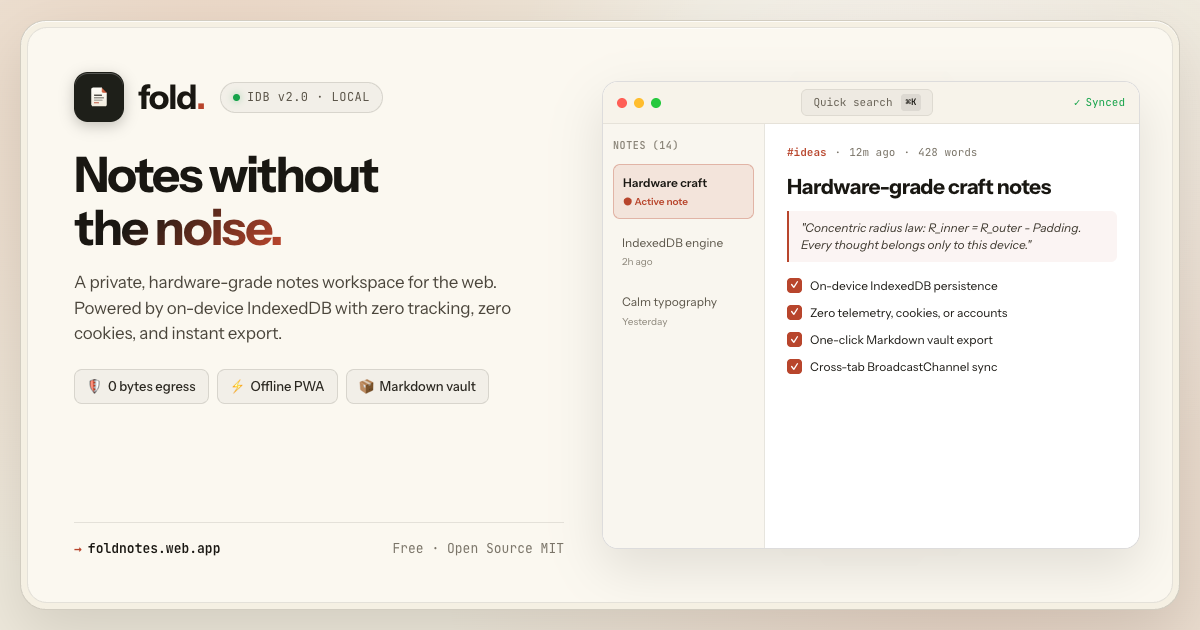 fold.
IDB v2.0 · LOCAL
Notes without
the noise.
A private, hardware-grade notes workspace for the web.
Powered by on-device IndexedDB with zero tracking, zero
cookies, and instant export.
0 bytes egress
Offline PWA
Markdown vault
→ foldnotes.web.app
Free · Open Source MIT
Quick search ⌘K
✓ Synced
NOTES (14)
Hardware craft
Active note
IndexedDB engine
2h ago
Calm typography
Yesterday
#ideas · 12m ago · 428 words
Hardware-grade craft notes
"Concentric radius law: R_inner = R_outer - Padding.
Every thought belongs only to this device."
On-device IndexedDB persistence
Zero telemetry, cookies, or accounts
One-click Markdown vault export
Cross-tab BroadcastChannel sync